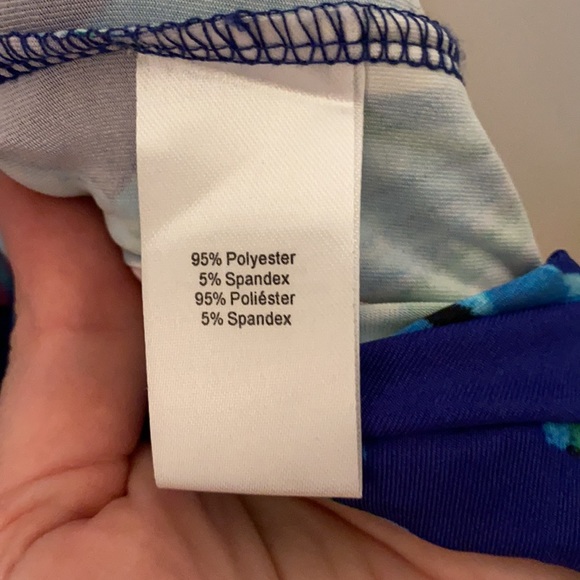 95% Polyester
5% Spandex
95% Poliéster
5% Spandex